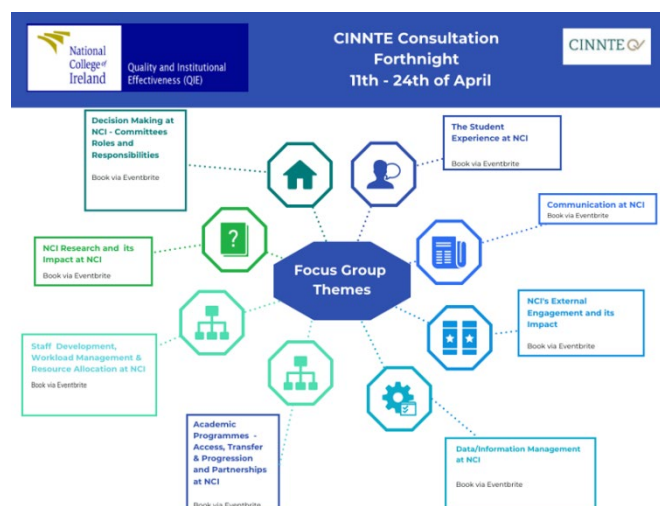 National
College of
Ireland
Quality and Institutional
Effectiveness (QIE)
CINNTE Consultation
Forthnight
11th - 24th of April
CINNTE
Decision Making at
NCI - Committees
Roles and
Responsibilities
Book via Eventbrite
The Student
Experience at NCI
Book via Eventbrite
Communication at NCI
Book via Eventbrite
NCI Research and its
Impact at NCI
Book via Eventbrite
?
Focus Group
Themes
NCI's External
Engagement and its
Impact
Book via Eventbrite
Staff Development,
Workload Management &
Resource Allocation at NCI
Book via Eventbrite
Academic
Programmes -
Access, Transfer
& Progression
and Partnerships
at NCI
Book via Eventbrite
Data/Information Management
at NCI
Book via Eventbrite